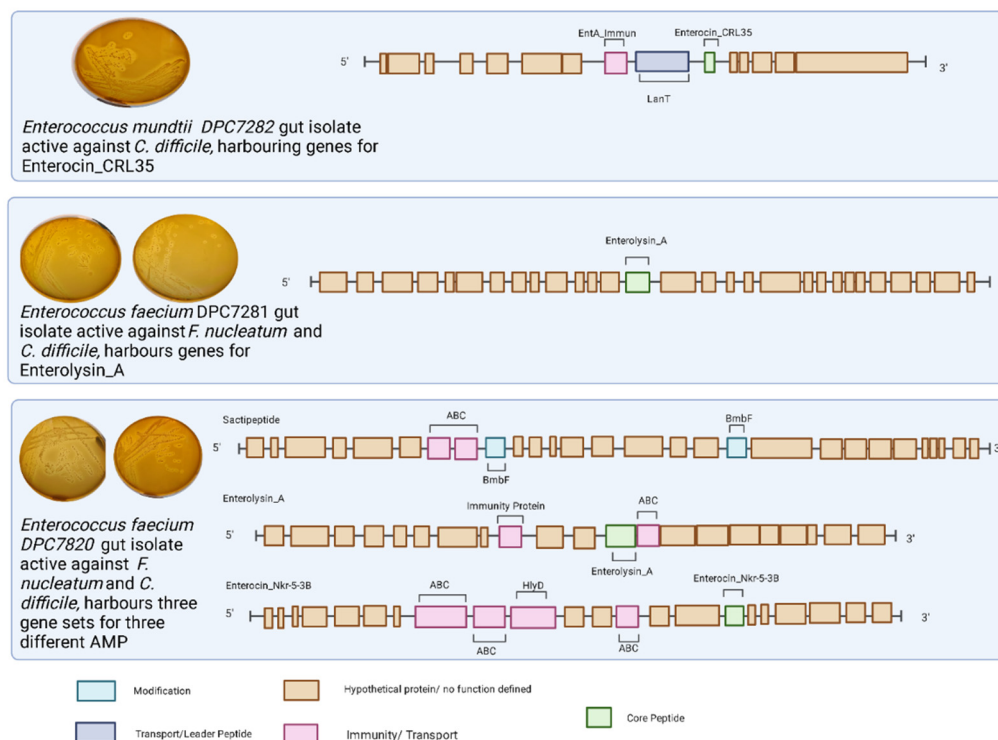 EntA_Immun
Enterocin_CRL35
5'
3'
LanT
Enterococcus mundtii DPC7282 gut isolate
active against C. difficile, harbouring genes for
Enterocin_CRL35
Enterolysin_A
5'
Enterococcus faecium DPC7281 gut
isolate active against F. nucleatum and
C. difficile, harbours genes for
Enterolysin_A
Sactipeptide
ABC
BmbF
5'
3
BmbF
Enterolysin_A
Immunity Protein
ABC
5'
3'
Enterolysin_A
Enterococcus faecium
DPC7820 gut isolate
active against F.
nucleatum and C.
difficile, harbours three
gene sets for three
different AMP
Enterocin_Nkr-5-3B
ABC
HlyD
Enterocin_Nkr-5-3B
5'
3'
ABC
ABC
Modification
Hypothetical protein/ no function defined
Core Peptide
Transport/Leader Peptide
Immunity/ Transport